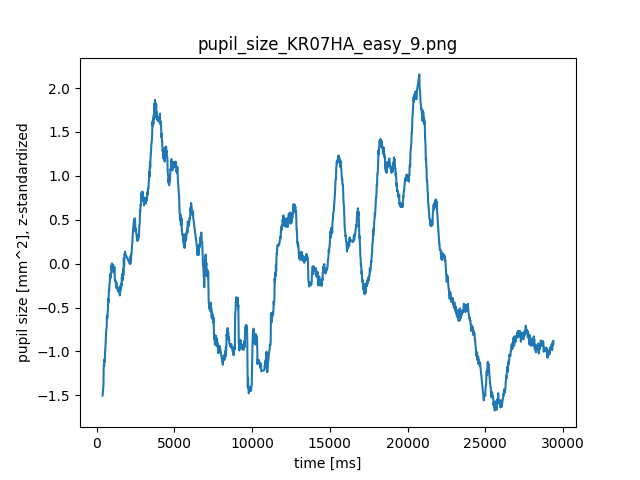 pupil_size_KR07HA_easy_9.png
pupil size [mm^2], z-standardized
2.0
1.5
1.0
0.5
0.0
−0.5
−1.0
−1.5
0 5000 10000 15000 20000 25000 30000
time [ms]